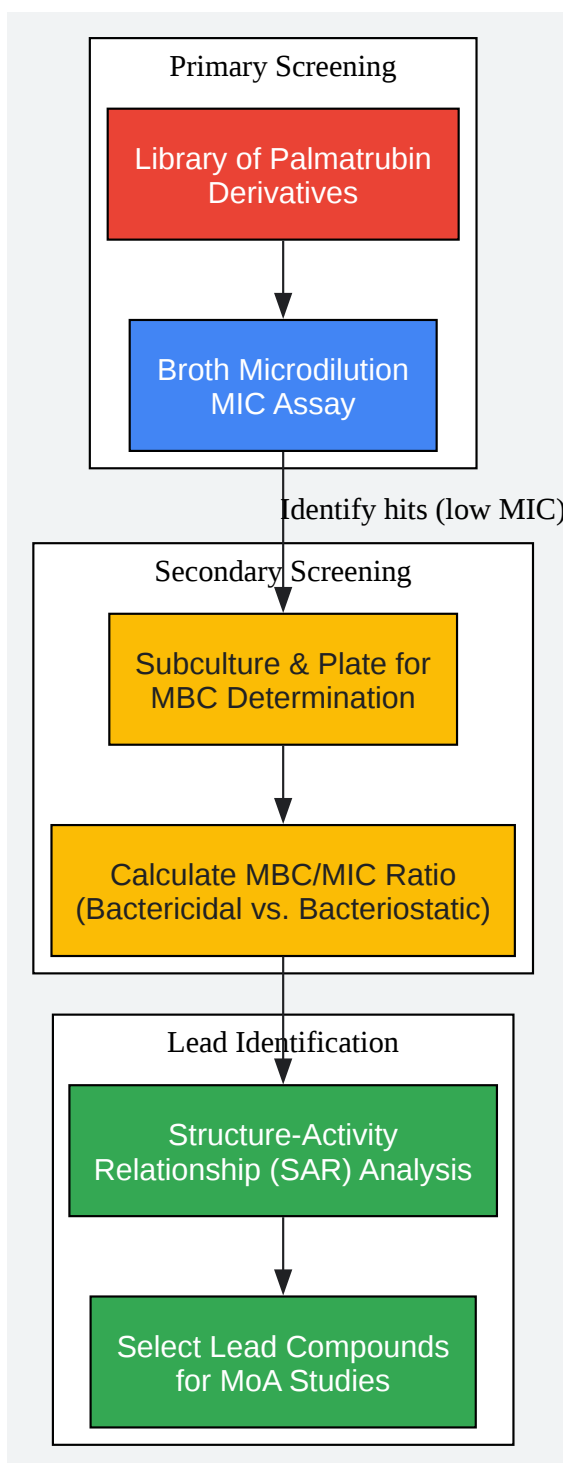 Primary Screening
Library of Palmatrubin
Derivatives
Broth Microdilution
MIC Assay
Identify hits (low MIC)
Secondary Screening
Subculture & Plate for
MBC Determination
Calculate MBC/MIC Ratio
(Bactericidal vs. Bacteriostatic)
Lead Identification
Structure-Activity
Relationship (SAR) Analysis
Select Lead Compounds
for MoA Studies